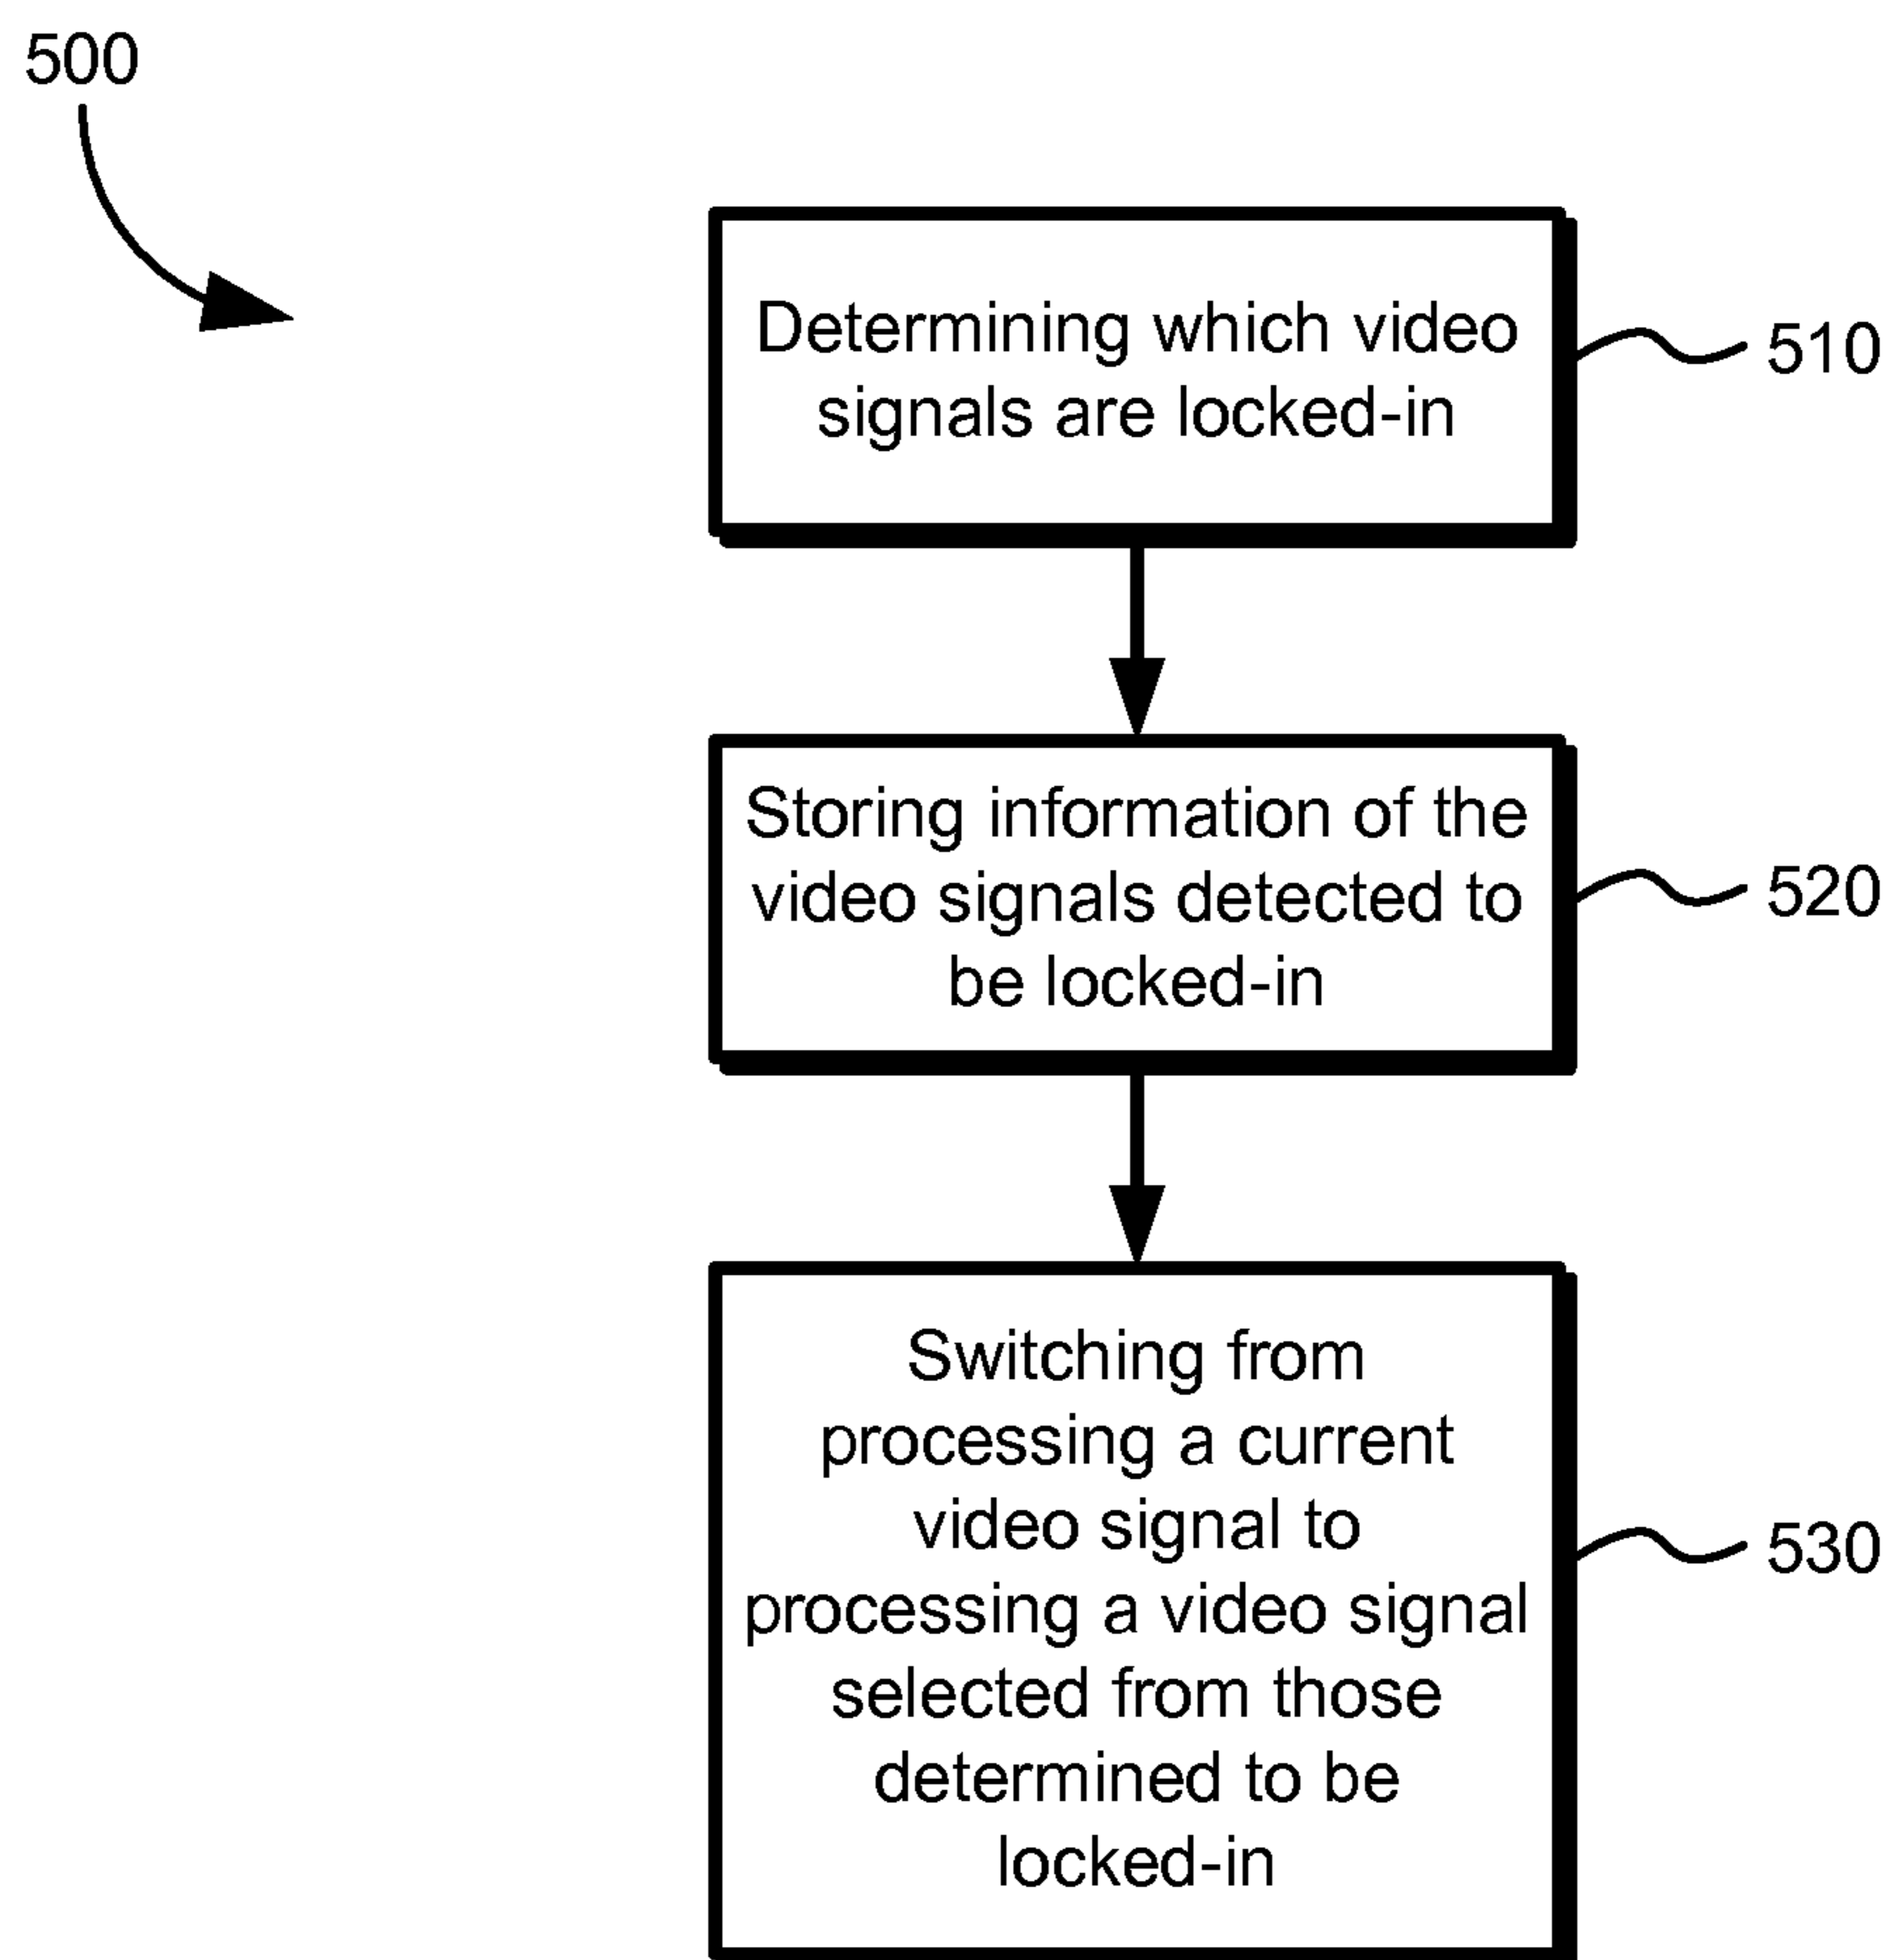 500
Determining which video
signals are locked-in
510
Storing information of the
video signals detected to
be locked-in
520
Switching from
processing a current
video signal to
processing a video signal
selected from those
determined to be
locked-in
530